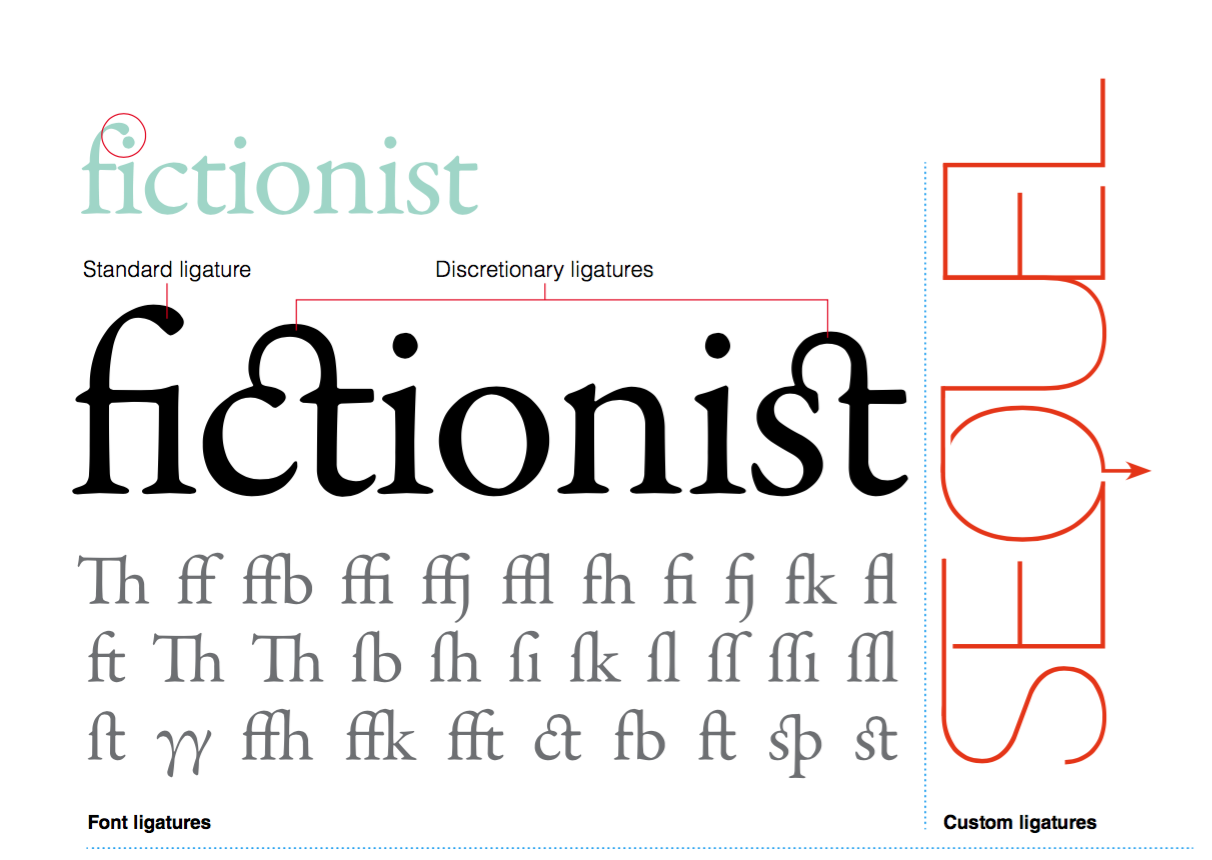 fictionist
Standard ligature Discretionary ligatures
fictionist
Th ff ffb ffi ffj ffl fh fi fj fk fl
ft Th Th ſb ſh ſi ſk ſl ſſ ſſi ſſl
ſt γγ ffh ffk fft ct fb ft sp st
Font ligatures
SEQUEL
Custom ligatures